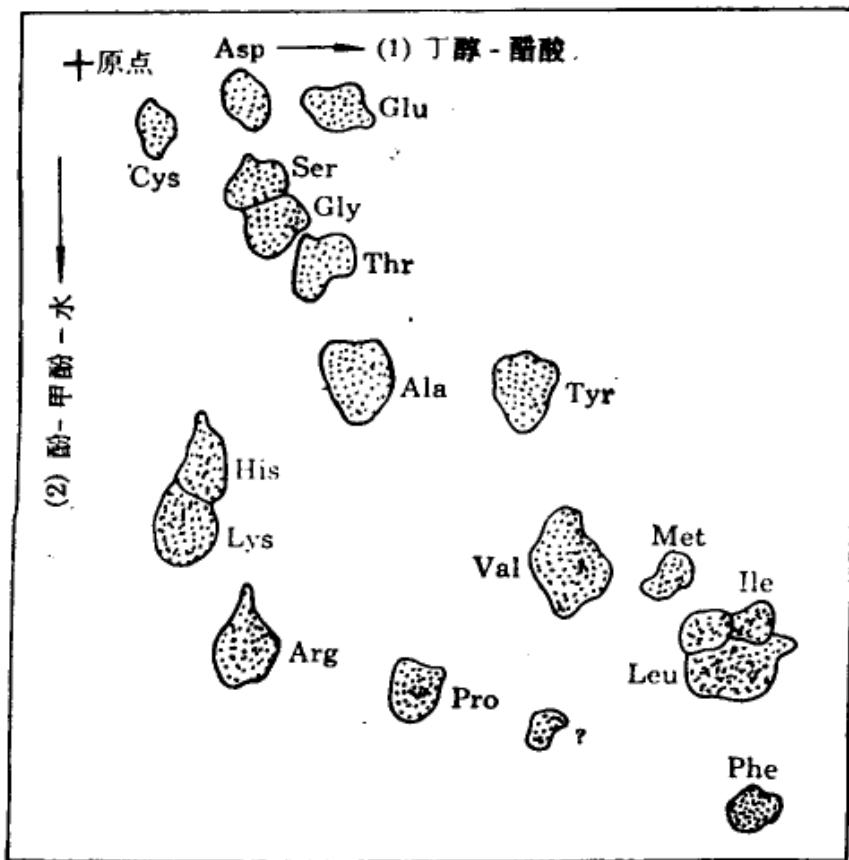 +原点
Asp
(1) 丁醇 - 醋酸
Glu
Cys
Ser
Gly
Thr
(2) 酚 - 甲酚 - 水
Ala
Tyr
His
Lys
Val
Met
Ile
Arg
Leu
Pro
?
Phe